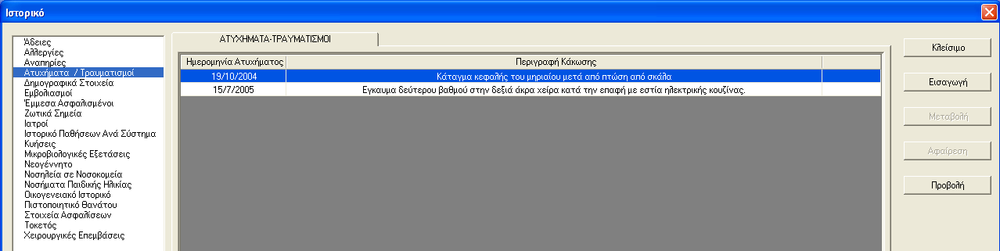 Ιστορικό
Άδειες
Αλλεργίες
Αναπηρίες
Ατυχήματα / Τραυματισμοί
Δημογραφικά Στοιχεία
Εμβολιασμοί
Έμμεσα Ασφαλισμένοι
Ζωτικά Σημεία
Ιατροί
Ιστορικό Παθήσεων Ανά Σύστημα
Κυήσεις
Μικροβιολογικές Εξετάσεις
Νεογέννητο
Νοσηλεία σε Νοσοκομεία
Νοσήματα Παιδικής Ηλικίας
Οικογενειακό Ιστορικό
Πιστοποιητικό θανάτου
Στοιχεία Ασφαλίσεων
Τοκετός
Χειρουργικές Επεμβάσεις
ΑΤΥΧΗΜΑΤΑ-ΤΡΑΥΜΑΤΙΣΜΟΙ
Ημερομηνία Ατυχήματος Περιγραφή Κάκωσης
19/10/2004 Κάταγμα κεφαλής του μηριαίου μετά από πτώση από σκάλα
15/7/2005 Εγκαυμα δεύτερου βαθμού στην δεξιά άκρα χείρα κατά την επαφή με εστία ηλεκτρικής κουζίνας.
Κλείσιμο
Εισαγωγή
Μεταβολή
Αφαίρεση
Προβολή